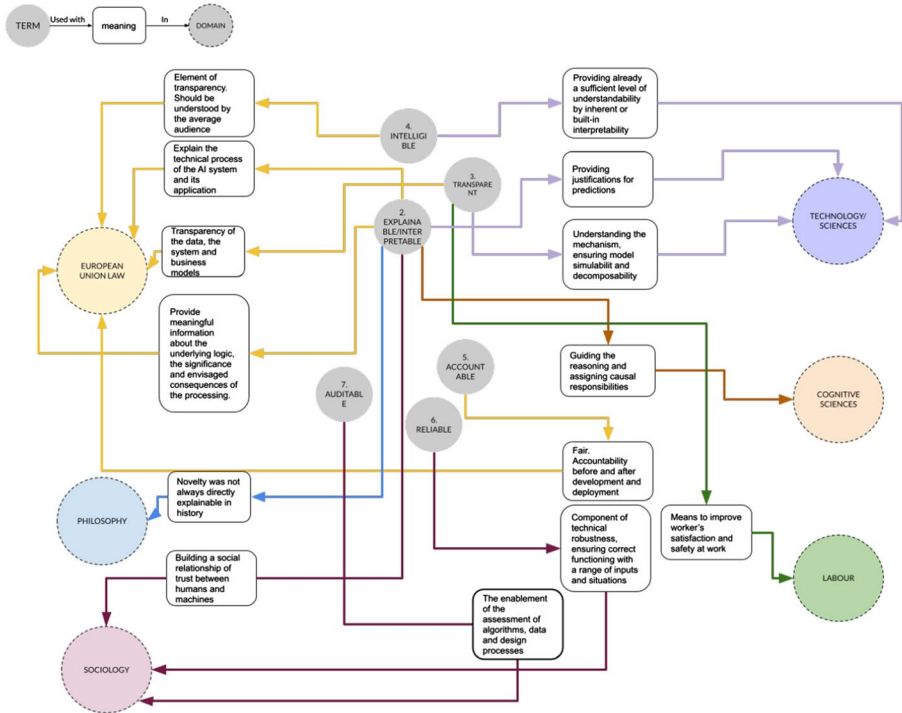 TERM
Used with
meaning
In
DOMAIN
Element of
transparency.
Should be
understood by
the average
audience
Providing already
a sufficient level of
understandability
by inherent or
built-in
interpretability
4.
INTELLIGI
BLE
Explain the
technical process
of the AI system
and its
application
3.
TRANSPARE
NT
Providing
justifications for
predictions
2.
EXPLAINA
BLE/INTER
PRETABLE
TECHNOLOGY/
SCIENCES
Transparency of
the data, the
system and
business
models
Understanding the
mechanism,
ensuring model
simulabilit and
decomposability
EUROPEAN
UNION LAW
Provide
meaningful
information
about the
underlying logic,
the significance
and envisaged
consequences of
the processing.
Guiding the
reasoning and
assigning causal
responsibilities
5.
ACCOUNT
ABLE
7.
AUDITABL
E
COGNITIVE
SCIENCES
6.
RELIABLE
Fair.
Accountability
before and after
development and
deployment
Novelty was not
always directly
explainable in
history
PHILOSOPHY
Component of
technical
robustness,
ensuring correct
functioning with
a range of inputs
and situations
Means to improve
worker's
satisfaction and
safety at work
Building a social
relationship of
trust between
humans and
machines
LABOUR
The enablement
of the
assessment of
algorithms, data
and design
processes
SOCIOLOGY